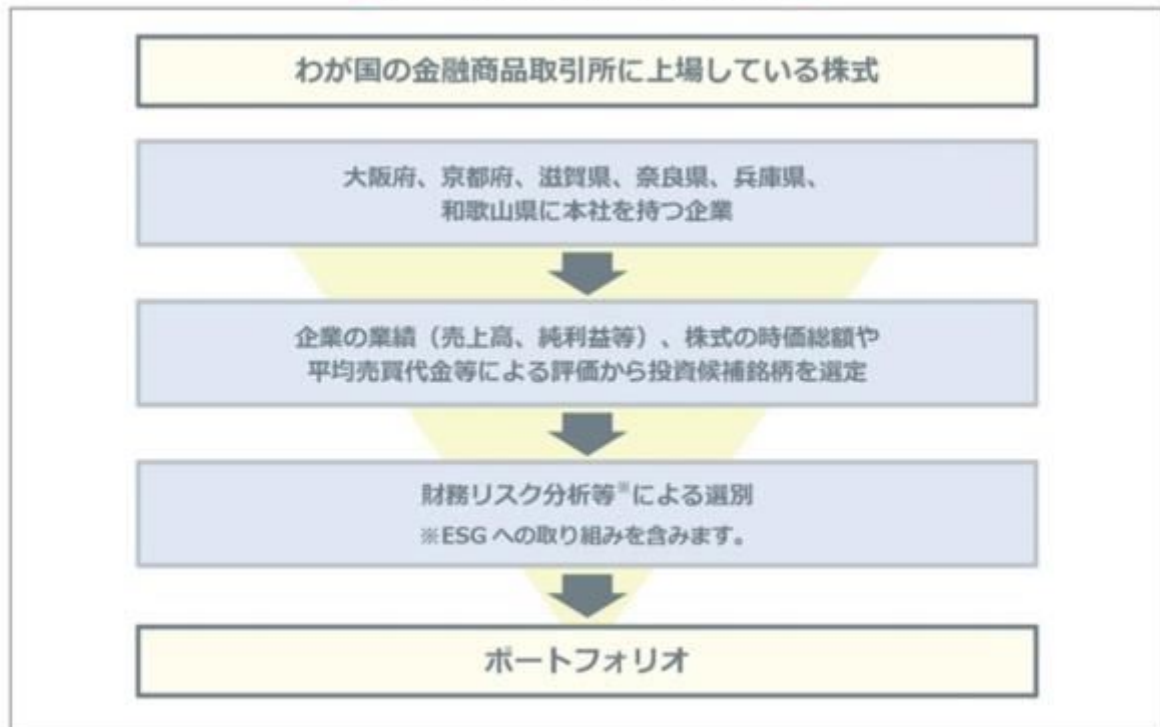 わが国の金融商品取引所に上場している株式
大阪府、京都府、滋賀県、奈良県、兵庫県、
和歌山県に本社を持つ企業
企業の業績（売上高、純利益等）、株式の時価総額や
平均売買代金等による評価から投資候補銘柄を選定
財務リスク分析等※による選別
※ESG への取り組みを含みます。
ポートフォリオ